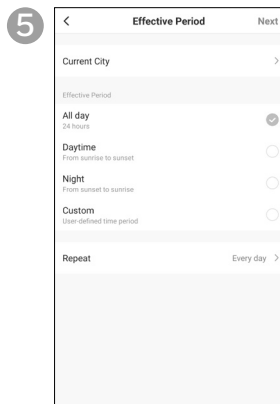 5
Effective Period
Next
Current City
Effective Period
All day
24 hours
Daytime
From sunrise to sunset
Night
From sunset to sunrise
Custom
User-defined time period
Repeat
Every day